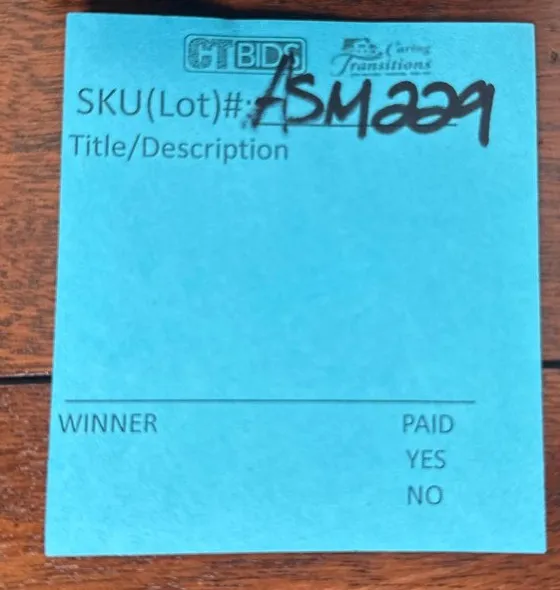 CTBIDS Caring Transitions
SKU(Lot)#: ASM229
Title/Description
WINNER PAID
YES
NO